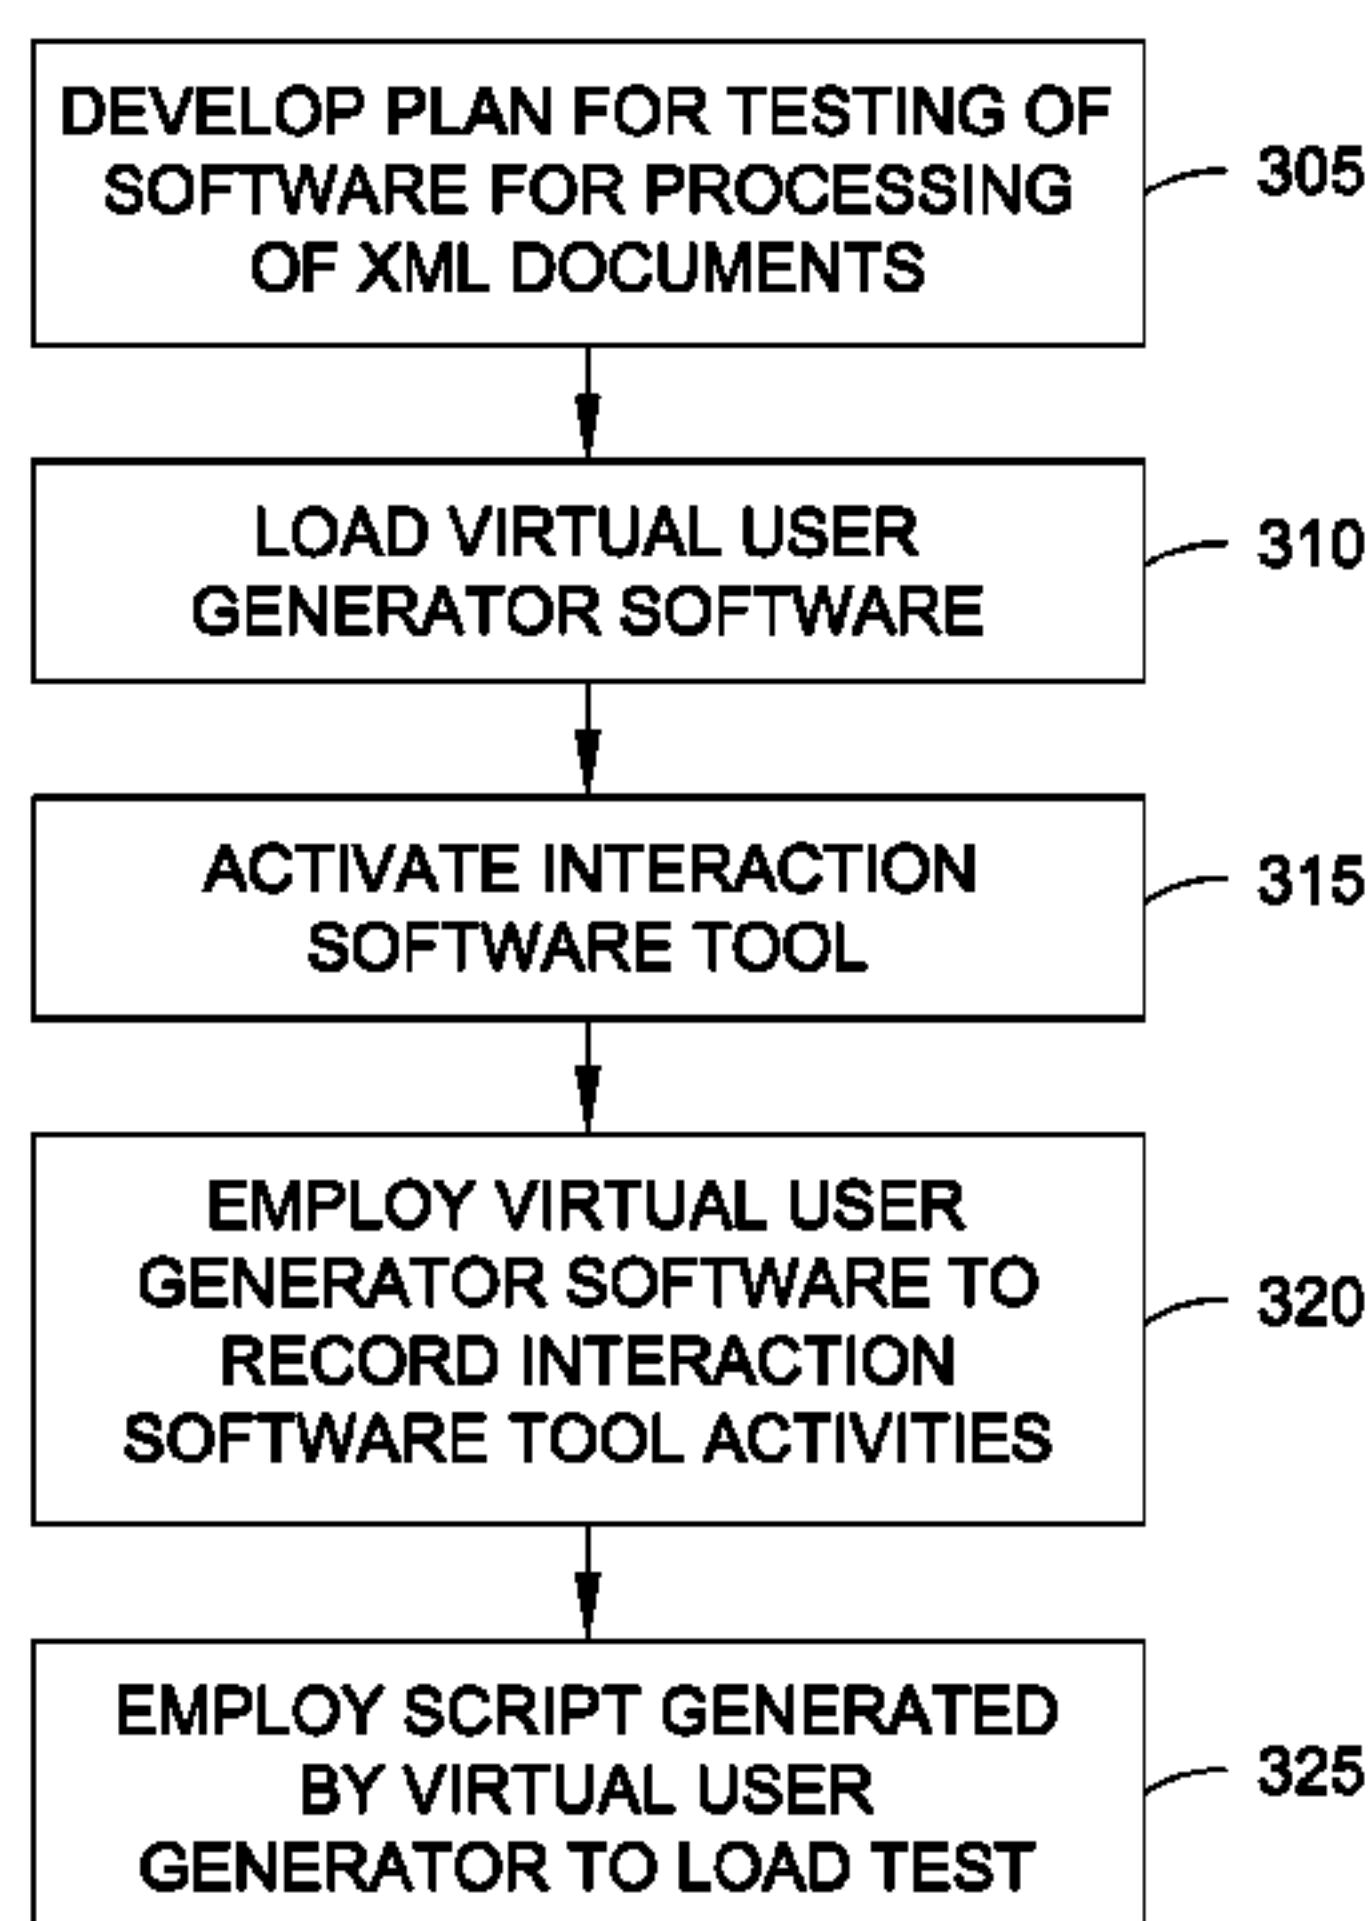 DEVELOP PLAN FOR TESTING OF
SOFTWARE FOR PROCESSING
OF XML DOCUMENTS
305
LOAD VIRTUAL USER
GENERATOR SOFTWARE
310
ACTIVATE INTERACTION
SOFTWARE TOOL
315
EMPLOY VIRTUAL USER
GENERATOR SOFTWARE TO
RECORD INTERACTION
SOFTWARE TOOL ACTIVITIES
320
EMPLOY SCRIPT GENERATED
BY VIRTUAL USER
GENERATOR TO LOAD TEST
325